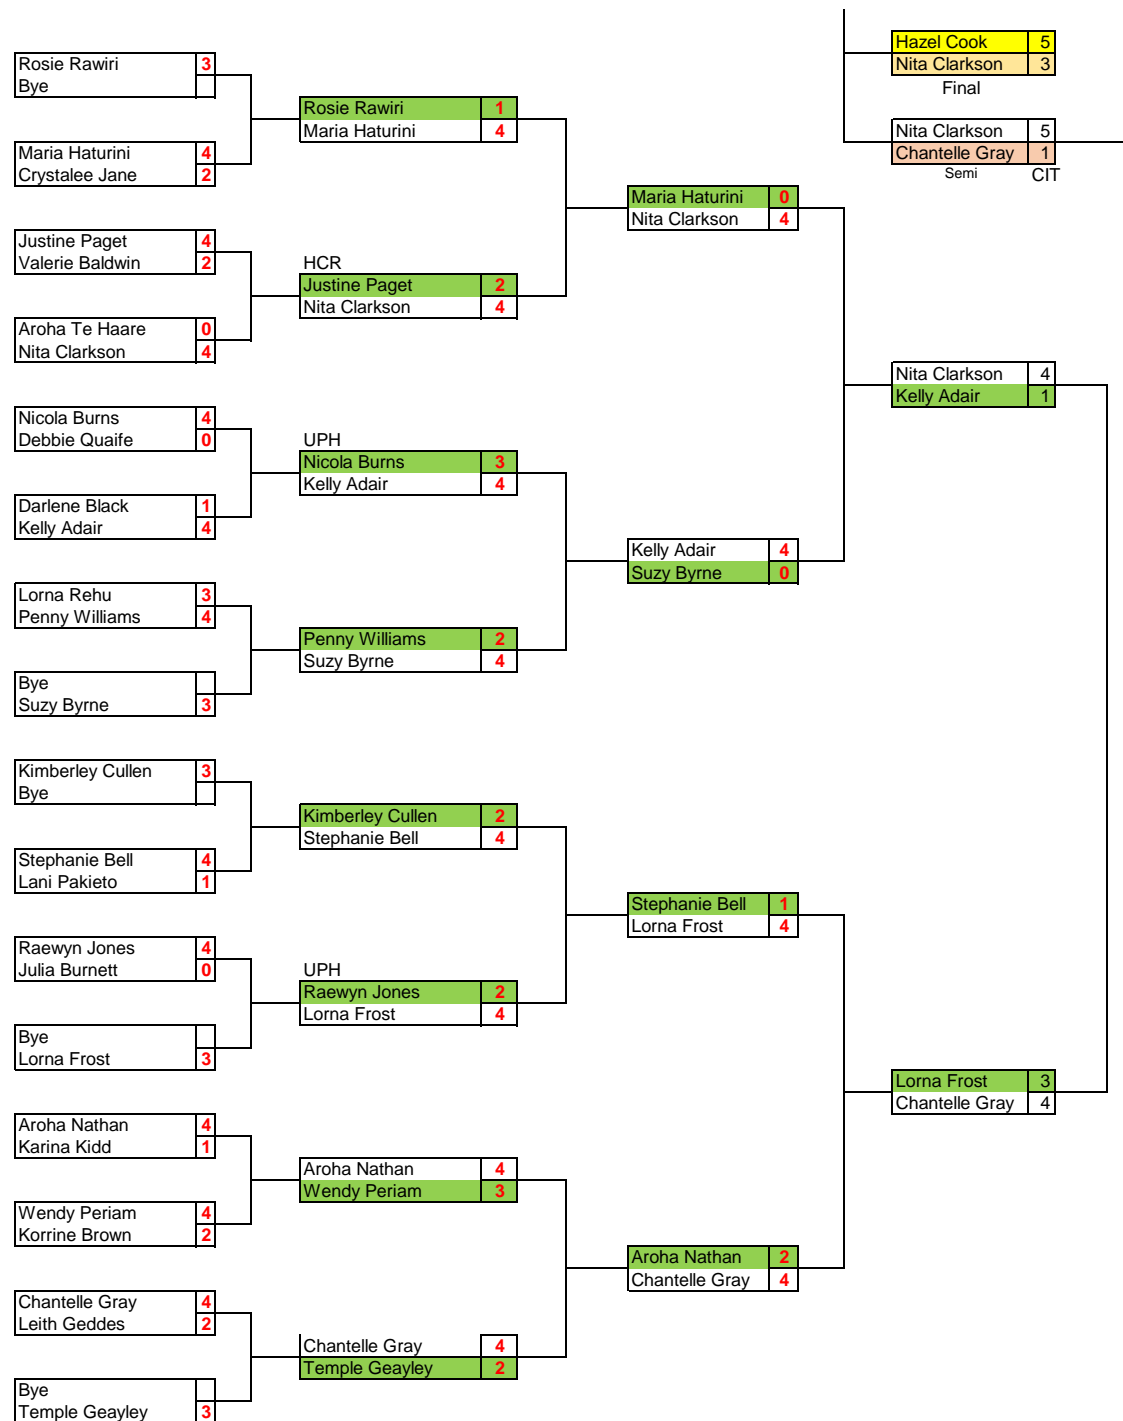 Hazel Cook 5
Nita Clarkson 3
Final
Rosie Rawiri 3
Bye
Rosie Rawiri 1
Maria Haturini 4
Nita Clarkson 5
Chantelle Gray 1
Semi CIT
Maria Haturini 4
Crystalee Jane 2
Maria Haturini 0
Nita Clarkson 4
Justine Paget 4
Valerie Baldwin 2
HCR
Justine Paget 2
Nita Clarkson 4
Aroha Te Haare 0
Nita Clarkson 4
Nita Clarkson 4
Kelly Adair 1
Nicola Burns 4
Debbie Quaife 0
UPH
Nicola Burns 3
Kelly Adair 4
Darlene Black 1
Kelly Adair 4
Kelly Adair 4
Suzy Byrne 0
Lorna Rehu 3
Penny Williams 4
Penny Williams 2
Suzy Byrne 4
Bye
Suzy Byrne 3
Kimberley Cullen 3
Bye
Kimberley Cullen 2
Stephanie Bell 4
Stephanie Bell 4
Lani Pakieto 1
Stephanie Bell 1
Lorna Frost 4
Raewyn Jones 4
Julia Burnett 0
UPH
Raewyn Jones 2
Lorna Frost 4
Bye
Lorna Frost 3
Lorna Frost 3
Chantelle Gray 4
Aroha Nathan 4
Karina Kidd 1
Aroha Nathan 4
Wendy Periam 3
Wendy Periam 4
Korrine Brown 2
Aroha Nathan 2
Chantelle Gray 4
Chantelle Gray 4
Leith Geddes 2
Chantelle Gray 4
Temple Geayley 2
Bye
Temple Geayley 3